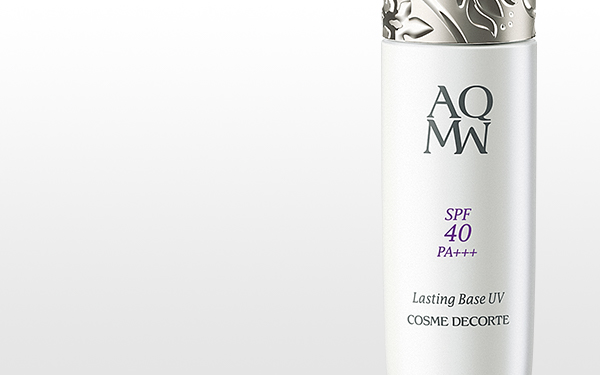 AQ
MW
SPF
40
PA+++
Lasting Base UV
COSME DECORTE